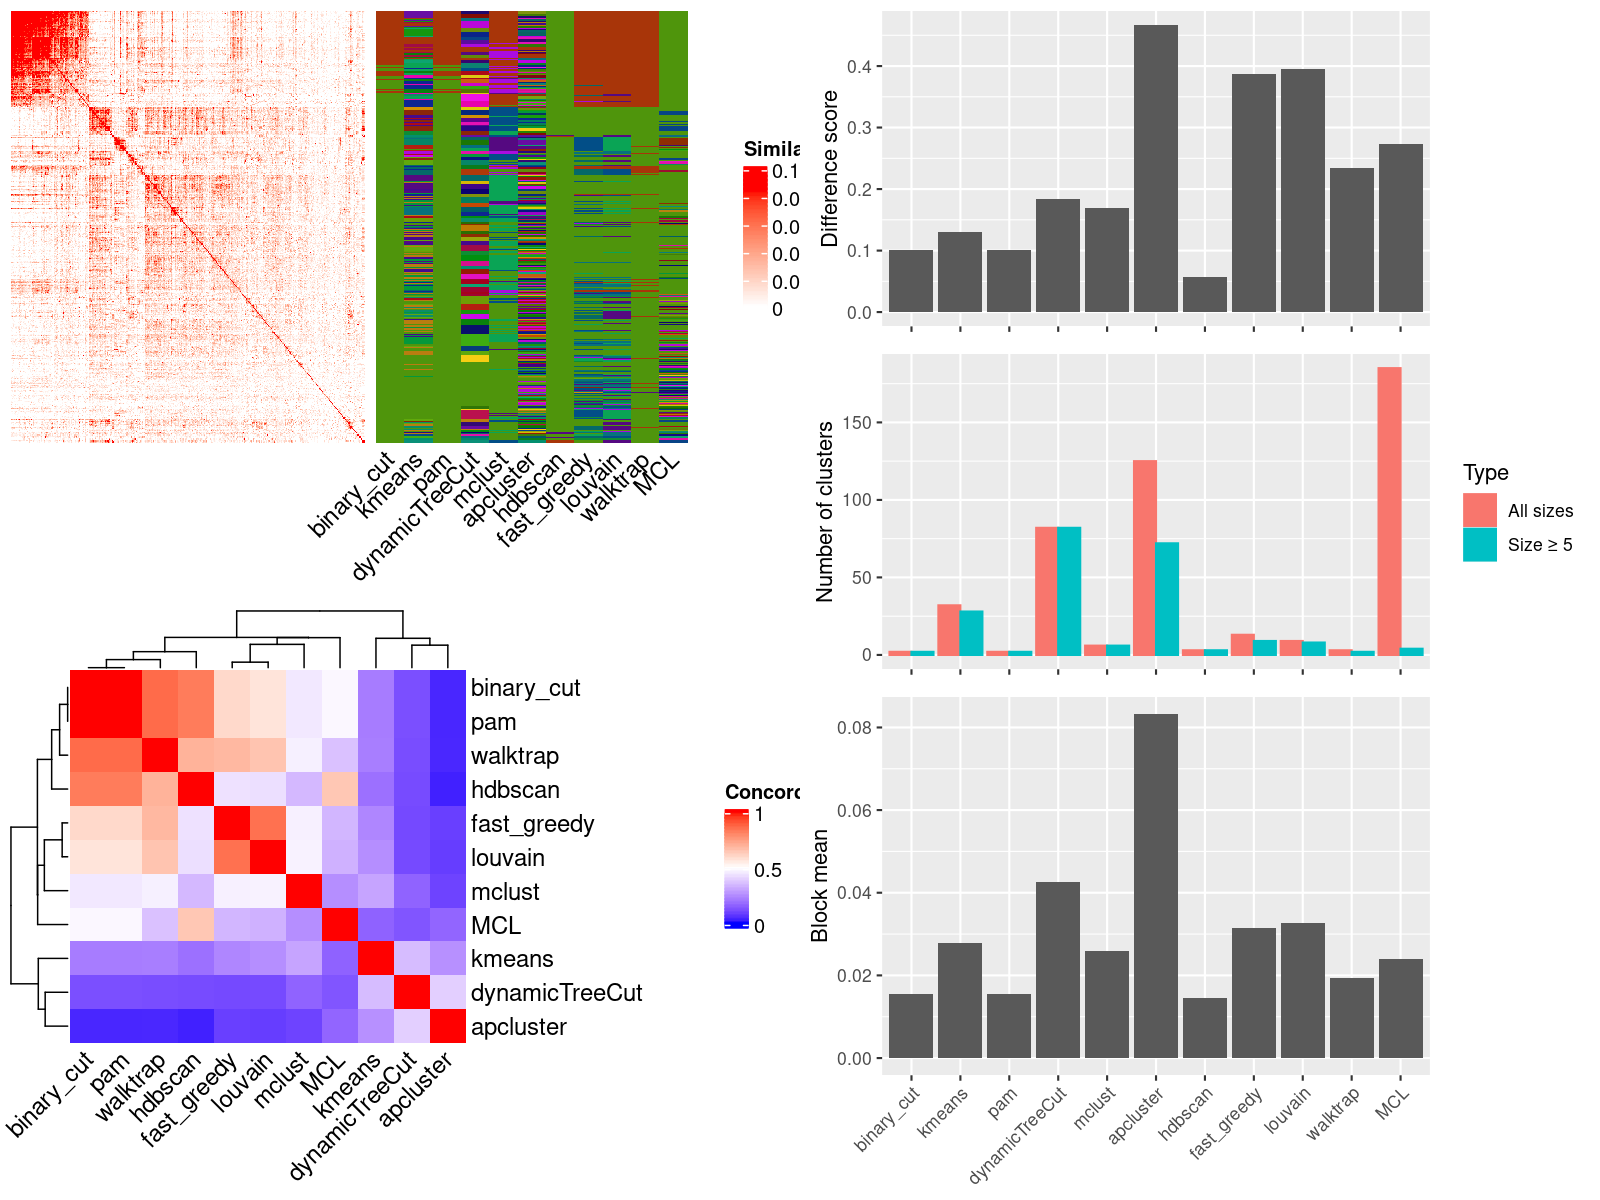 Simila
0.1
0.0
0.0
0.0
0.0
0
binary_cut
kmeans
pam
dynamicTreeCut
mclust
apcluster
hdbscan
fast_greedy
louvain
walktrap
MCL
binary_cut
pam
walktrap
hdbscan
fast_greedy
louvain
mclust
MCL
kmeans
dynamicTreeCut
apcluster
Concord
1
0.5
0
binary_cut
pam
walktrap
hdbscan
fast_greedy
louvain
mclust
MCL
kmeans
dynamicTreeCut
apcluster
Difference score
0.4
0.3
0.2
0.1
0.0
Number of clusters
150
100
50
0
Type
All sizes
Size ≥ 5
Block mean
0.08
0.06
0.04
0.02
0.00
binary_cut
kmeans
pam
dynamicTreeCut
mclust
apcluster
hdbscan
fast_greedy
louvain
walktrap
MCL